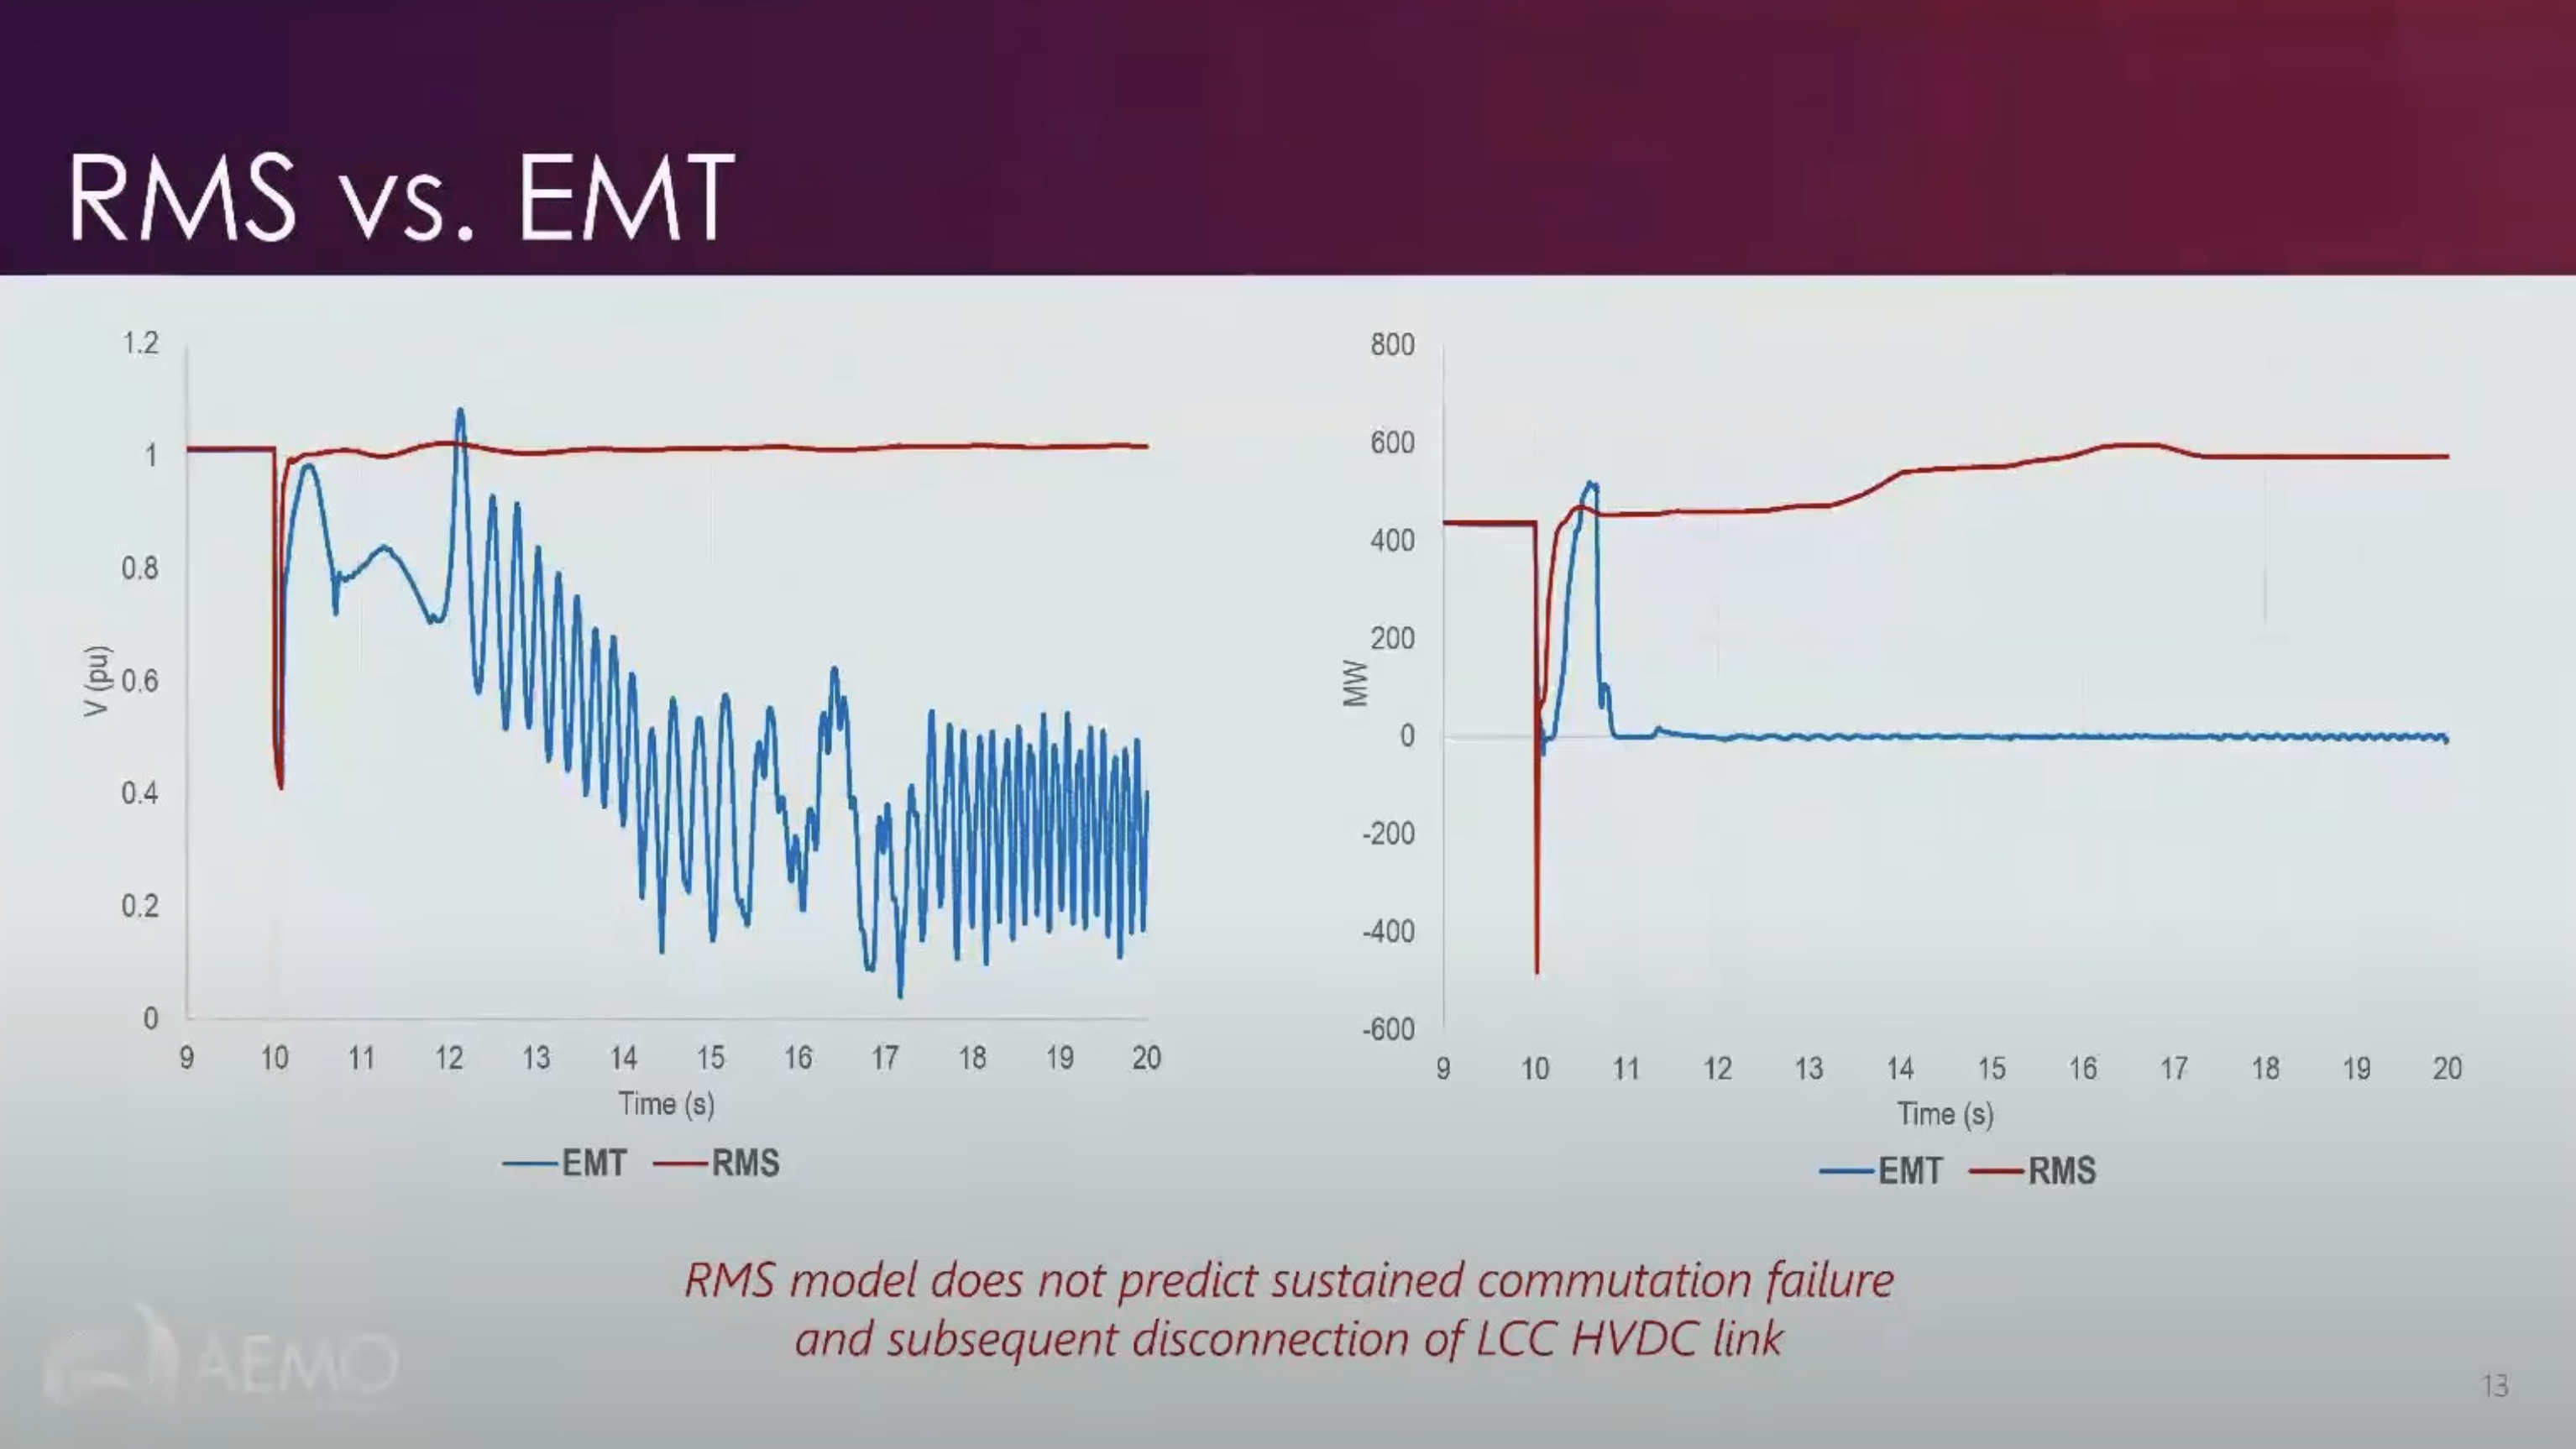 RMS vs. EMT
1.2
1
0.8
0.6
0.4
0.2
0
V (pu)
9 10 11 12 13 14 15 16 17 18 19 20
Time (s)
EMT RMS
800
600
400
200
0
-200
-400
-600
MW
9 10 11 12 13 14 15 16 17 18 19 20
Time (s)
EMT RMS
RMS model does not predict sustained commutation failure
and subsequent disconnection of LCC HVDC link
AEMO
13